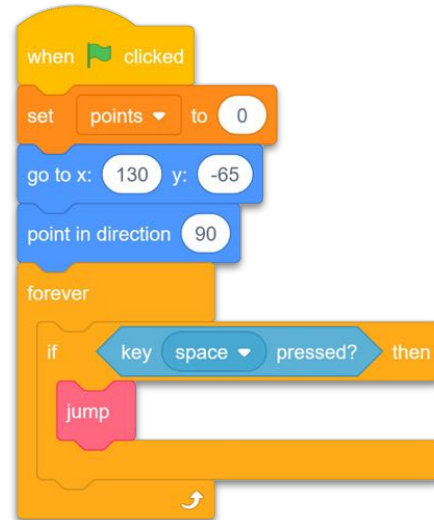 when clicked
set points to 0
go to x: 130 y: -65
point in direction 90
forever
if key space pressed? then
jump